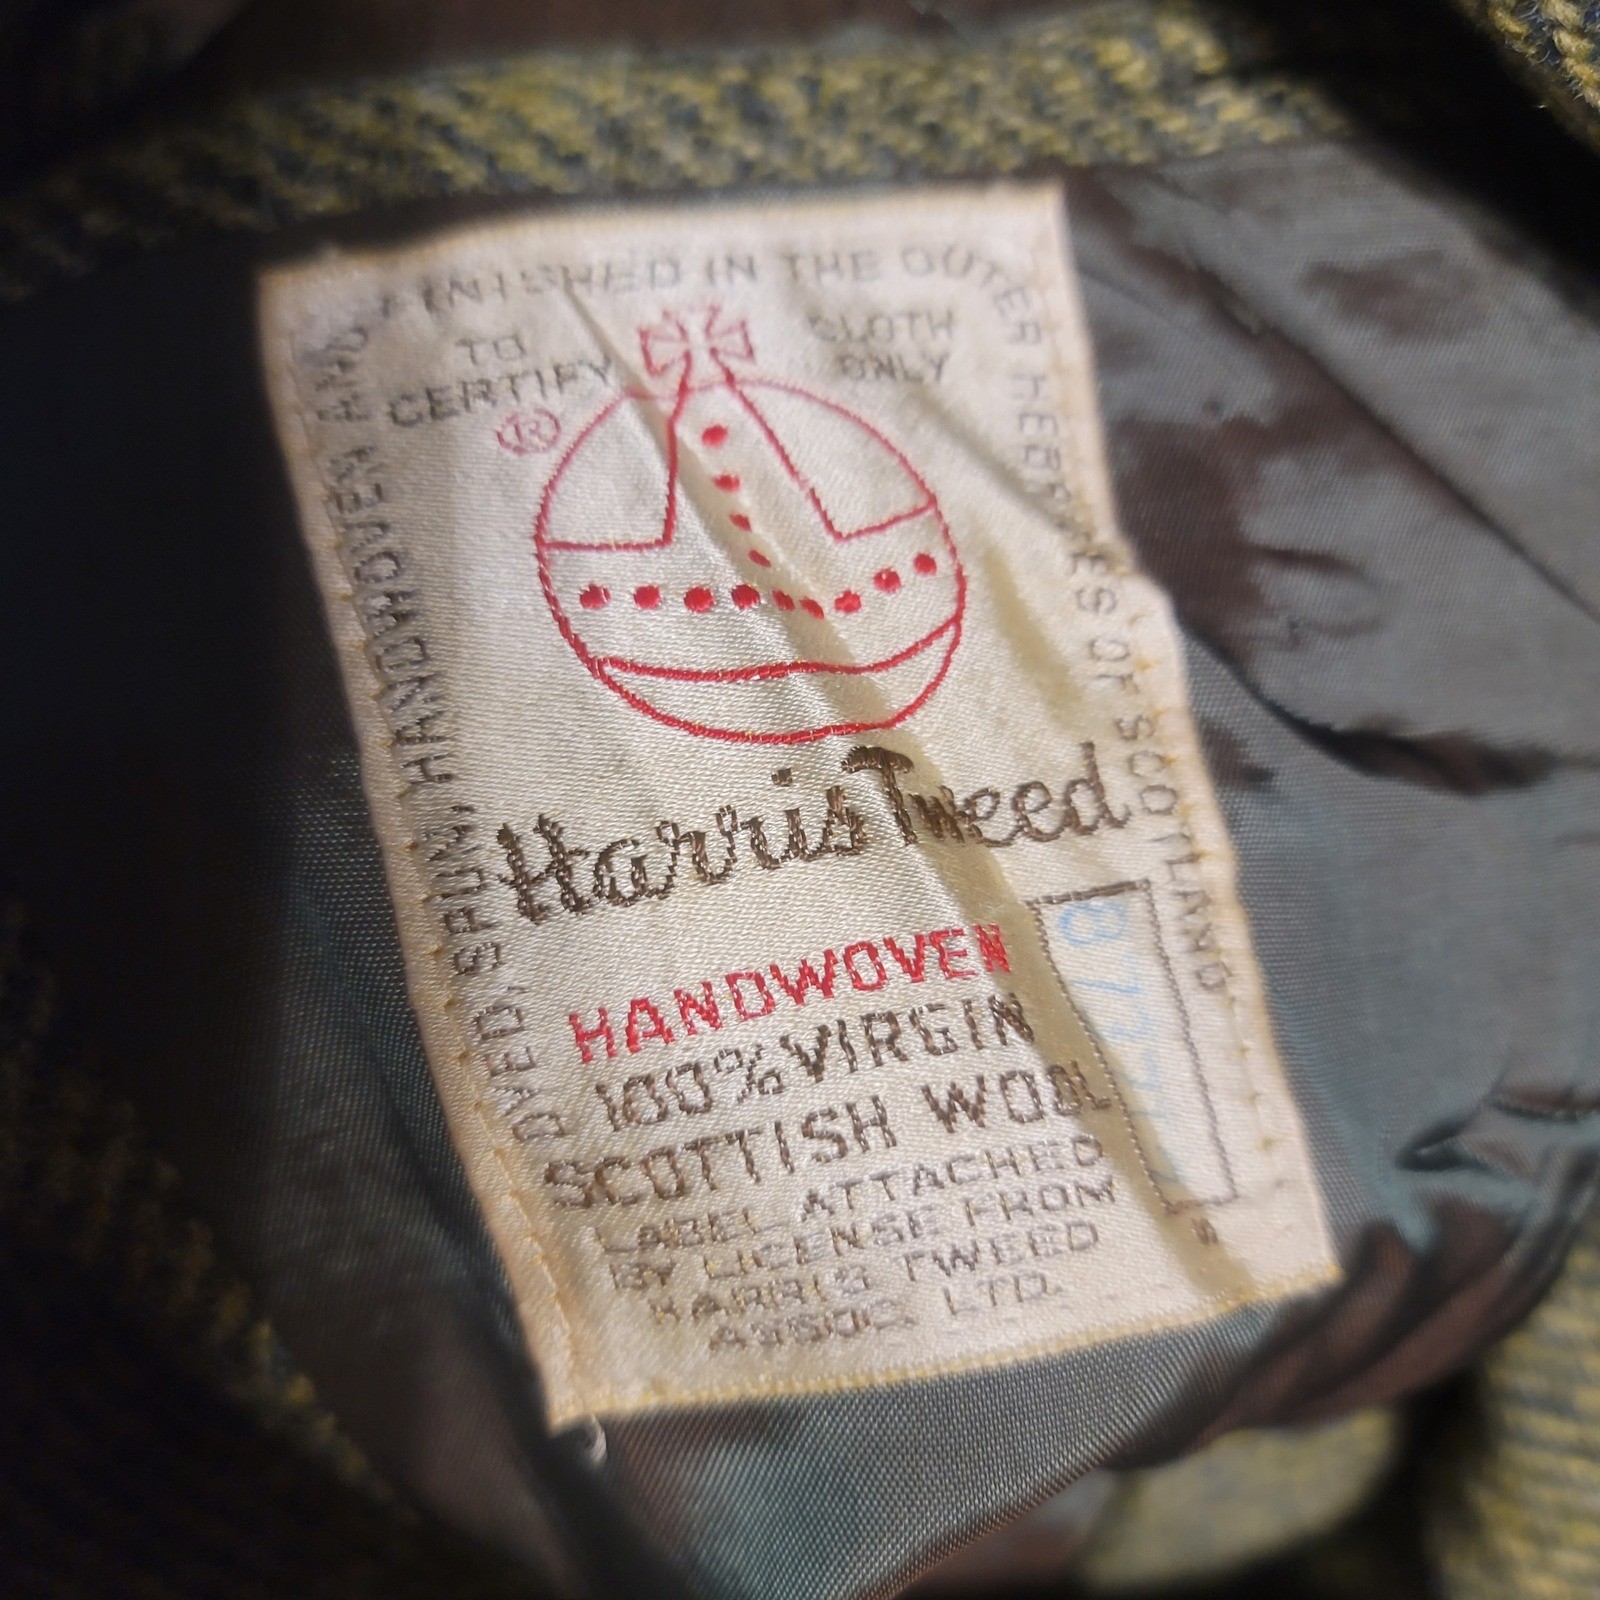 DYED, SPUN, HANDWOVEN AND FINISHED IN THE OUTER HEBRIDES OF SCOTLAND
TO CERTIFY
CLOTH ONLY
®
Harris Tweed
HANDWOVEN
100% VIRGIN
SCOTTISH WOOL
LABEL ATTACHED
BY LICENSE FROM
HARRIS TWEED
ASSOC. LTD.